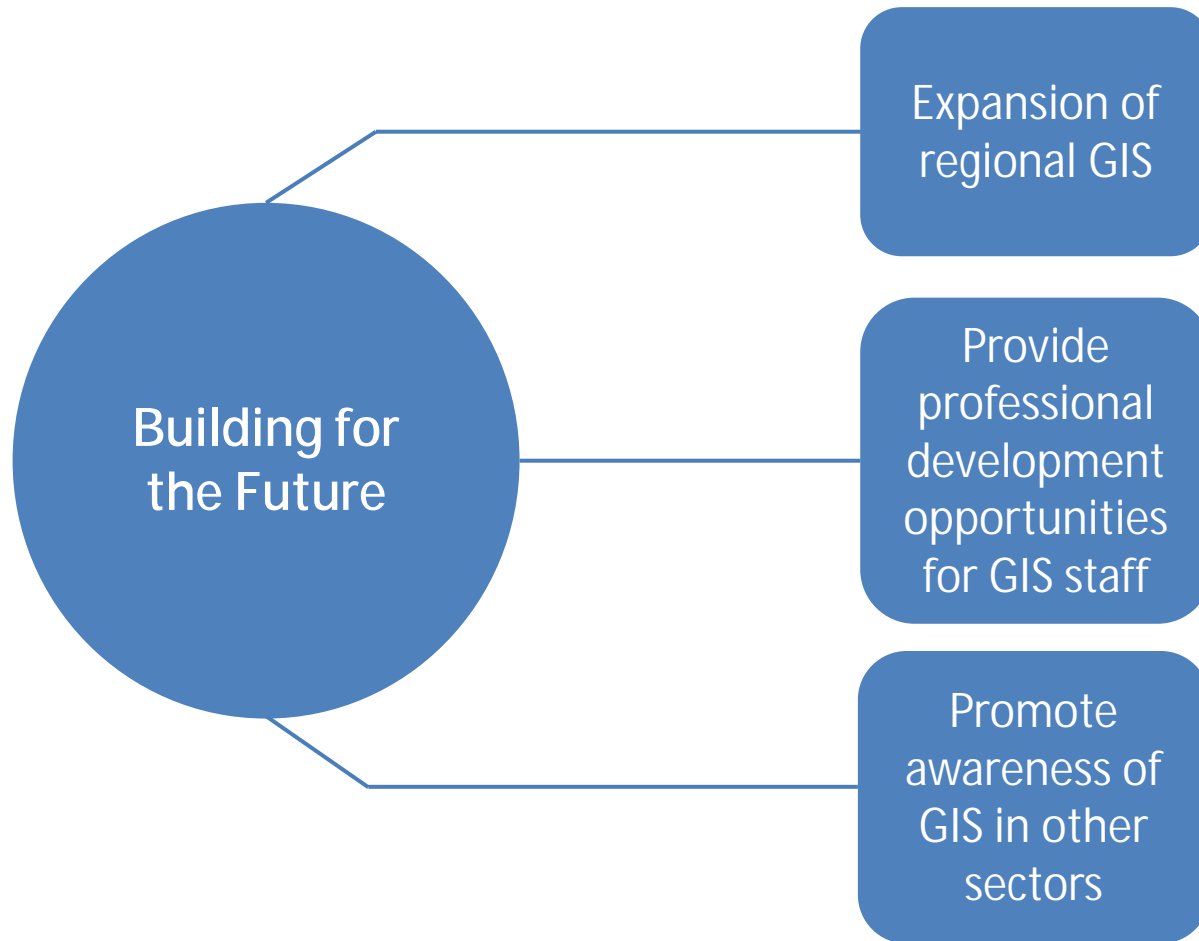 Expansion of
regional GIS
Building for
the Future
Provide
professional
development
opportunities
for GIS staff
Promote
awareness of
GIS in other
sectors